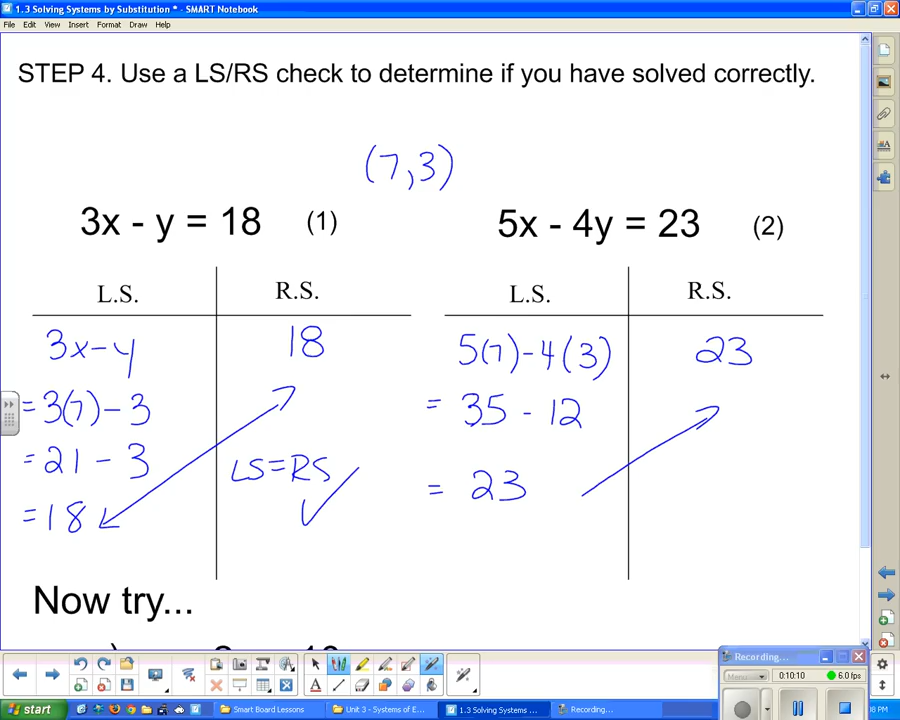 1.3 Solving Systems by Substitution * - SMART Notebook
File Edit View Insert Format Draw Help
STEP 4. Use a LS/RS check to determine if you have solved correctly.
(7,3)
3x - y = 18 (1)
L.S. R.S.
3x-y 18
=3(7)-3
=21-3
=18
LS=RS
5x - 4y = 23 (2)
L.S. R.S.
5(7)-4(3) 23
= 35 - 12
= 23
Now try...
Recording...
Menu
0:10:10 6.0 fps
start
Smart Board Lessons
Unit 3 - Systems of E...
1.3 Solving Systems ...
Recording...
:08 PM